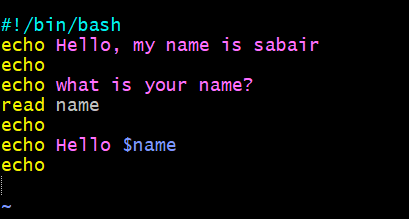 #!/bin/bash
echo Hello, my name is sabair
echo
echo what is your name?
read name
echo
echo Hello $name
echo
~